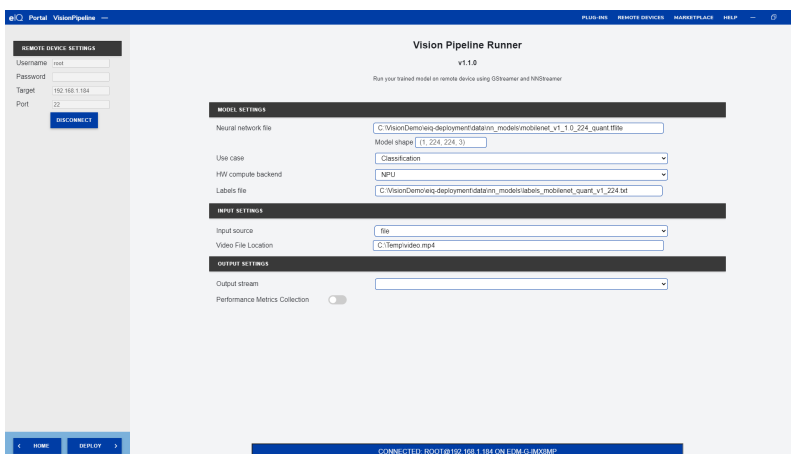 eIQ Portal VisionPipeline —
PLUG-INS REMOTE DEVICES MARKETPLACE HELP
REMOTE DEVICE SETTINGS
Username root
Password
Target 192.168.1.184
Port 22
DISCONNECT
Vision Pipeline Runner
v1.1.0
Run your trained model on remote device using GStreamer and NNStreamer
MODEL SETTINGS
Neural network file C:\VisionDemo\eiq-deployment\data\nn_models\mobilenet_v1_1.0_224_quant.tflite
Model shape (1, 224, 224, 3)
Use case Classification
HW compute backend NPU
Labels file C:\VisionDemo\eiq-deployment\data\nn_models\labels_mobilenet_quant_v1_224.txt
INPUT SETTINGS
Input source file
Video File Location C:\Temp\video.mp4
OUTPUT SETTINGS
Output stream
Performance Metrics Collection
< HOME DEPLOY >
CONNECTED: ROOT@192.168.1.184 ON EDM-G-IMX8MP